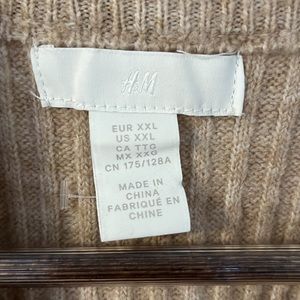 H&M
EUR XXL
US XXL
CA TTG
MX XXG
CN 175/128A
MADE IN
CHINA
FABRIQUÉ EN
CHINE